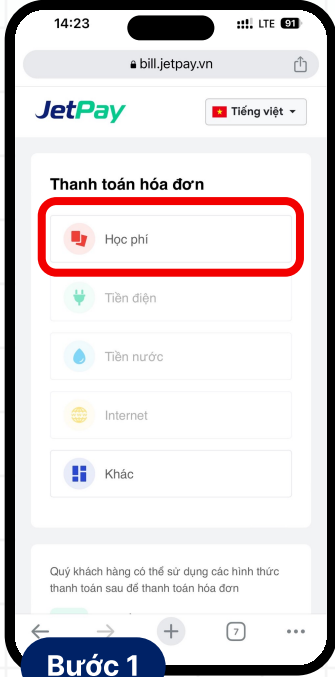 14:23
LTE 91
bill.jetpay.vn
JetPay
Tiếng việt
Thanh toán hóa đơn
Học phí
Tiền điện
Tiền nước
Internet
Khác
Quý khách hàng có thể sử dụng các hình thức
thanh toán sau để thanh toán hóa đơn
7
Bước 1